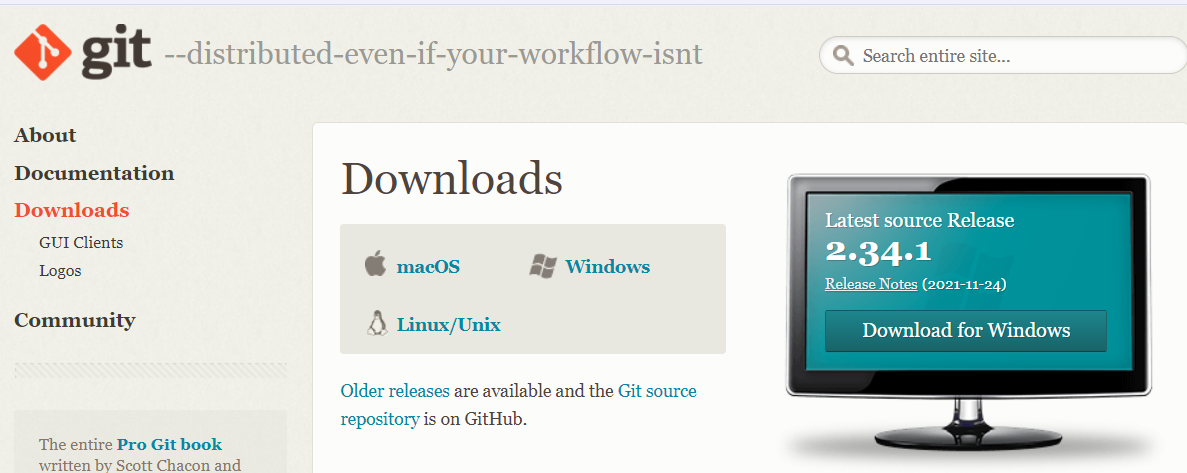 git --distributed-even-if-your-workflow-isnt
Search entire site...
About
Documentation
Downloads
GUI Clients
Logos
Community
The entire Pro Git book
written by Scott Chacon and
Downloads
macOS
Windows
Linux/Unix
Older releases are available and the Git source
repository is on GitHub.
Latest source Release
2.34.1
Release Notes (2021-11-24)
Download for Windows